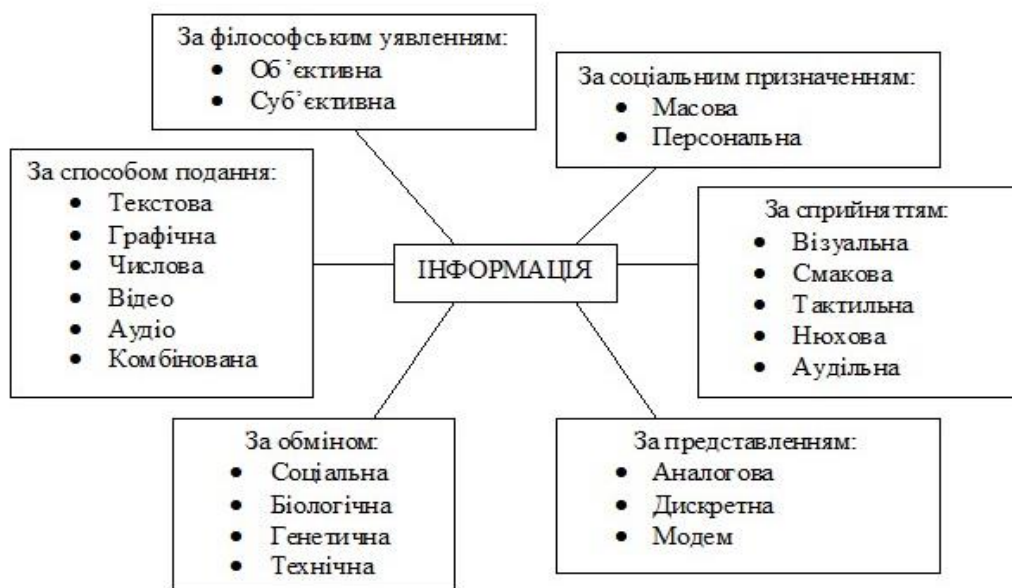 За філософським уявленням:
• Об’єктивна
• Суб’єктивна
За соціальним призначенням:
• Масова
• Персональна
За способом подання:
• Текстова
• Графічна
• Числова
• Відео
• Аудіо
• Комбінована
ІНФОРМАЦІЯ
За сприйняттям:
• Візуальна
• Смакова
• Тактильна
• Нюхова
• Аудільна
За обміном:
• Соціальна
• Біологічна
• Генетична
• Технічна
За представленням:
• Аналогова
• Дискретна
• Модем